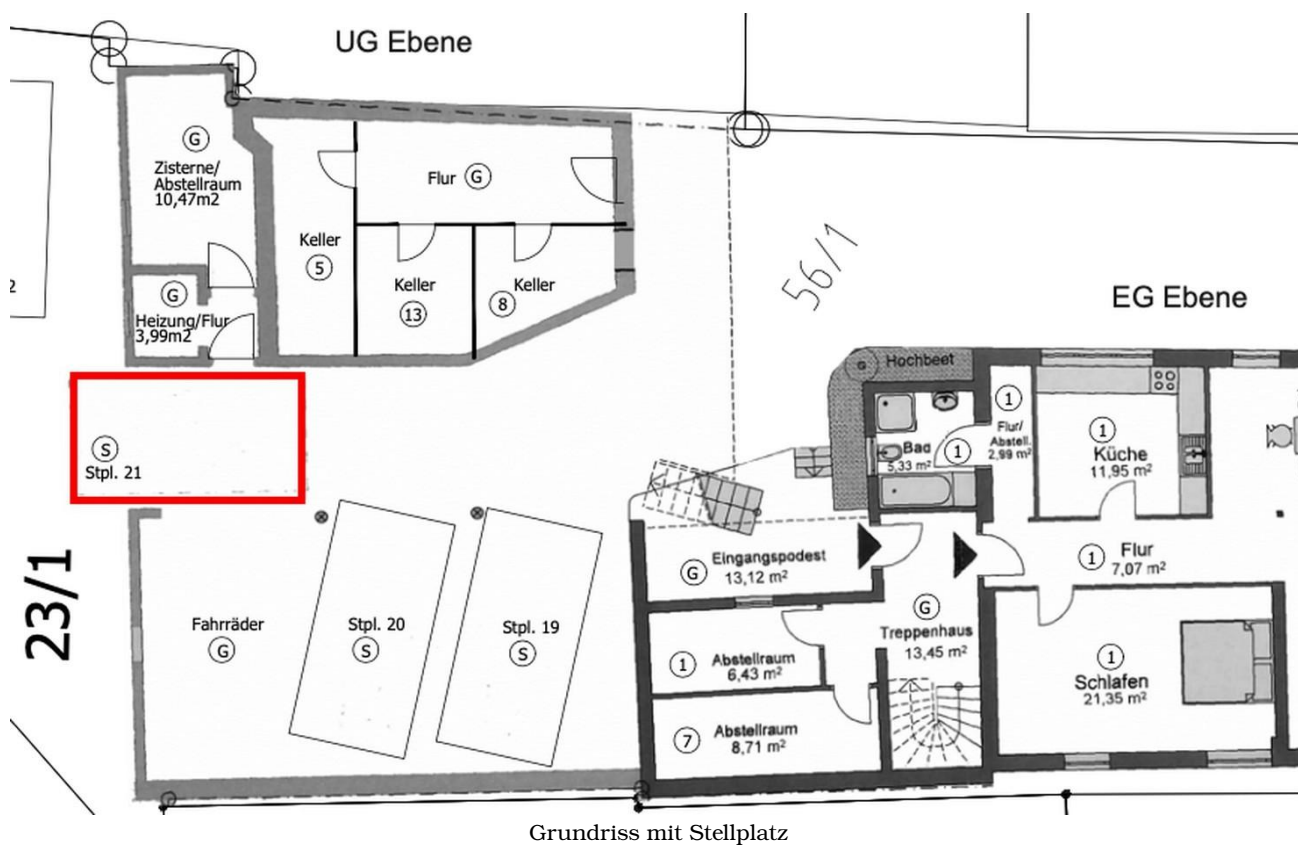 UG Ebene
G
Zisterne/
Abstellraum
10,47m2
Flur G
Keller
5
Keller
13
Keller
8
G
Heizung/Flur
3,99m2
2
56/1
EG Ebene
Hochbeet
1
Flur/
Abstell.
2,99 m²
Bad 1
5,33 m²
1
Küche
11,95 m²
S
Stpl. 21
23/1
Fahrräder
G
Stpl. 20
S
Stpl. 19
S
G Eingangspodest
13,12 m²
1 Flur
7,07 m²
G
Treppenhaus
13,45 m²
1 Abstellraum
6,43 m²
7 Abstellraum
8,71 m²
1
Schlafen
21,35 m²
Grundriss mit Stellplatz